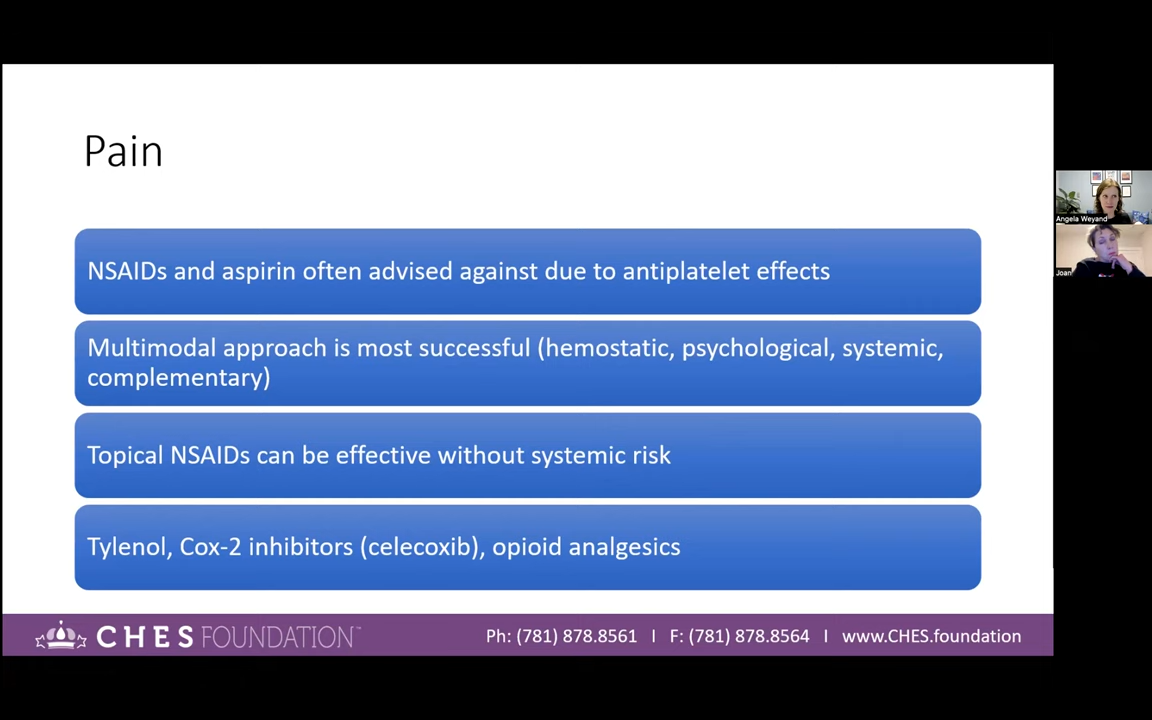 Pain
NSAIDs and aspirin often advised against due to antiplatelet effects
Multimodal approach is most successful (hemostatic, psychological, systemic,
complementary)
Topical NSAIDs can be effective without systemic risk
Tylenol, Cox-2 inhibitors (celecoxib), opioid analgesics
CHES FOUNDATION™
Ph: (781) 878.8561 I F: (781) 878.8564 I www.CHES.foundation
Angela Weyand
Joan